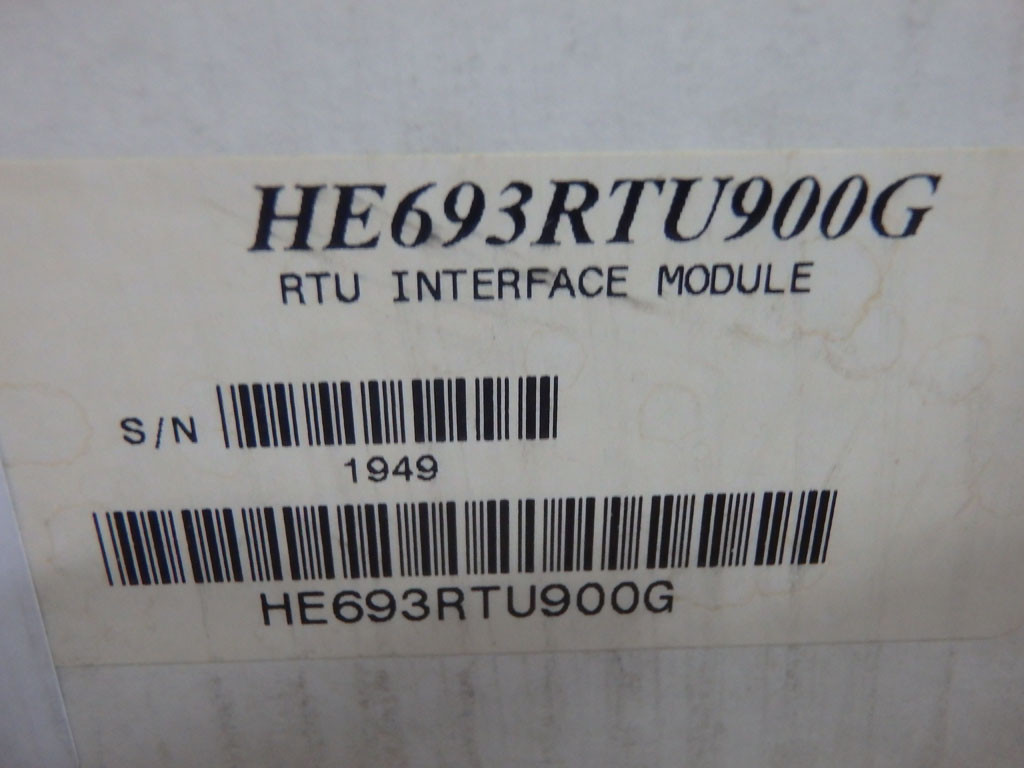 HE693RTU900G
RTU INTERFACE MODULE
S/N
1949
HE693RTU900G